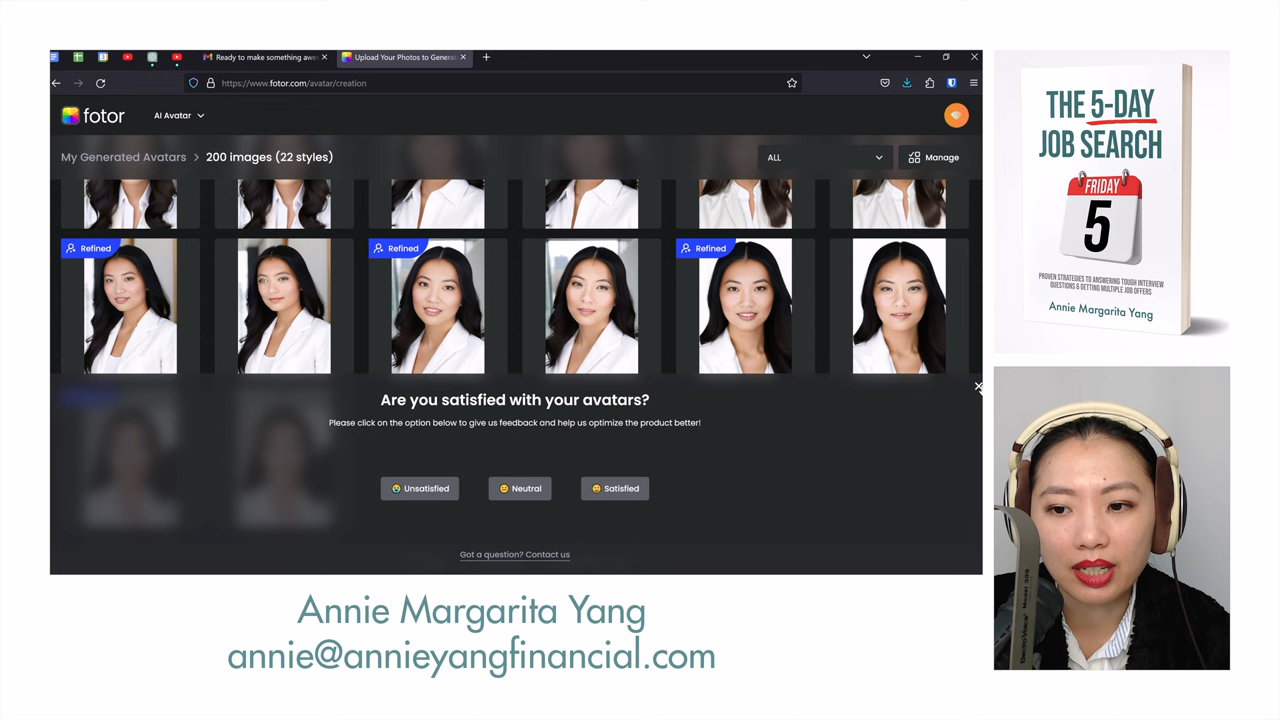 Ready to make something awe
Upload Your Photos to Generat
https://www.fotor.com/avatar/creation
fotor
AI Avatar
My Generated Avatars > 200 images (22 styles)
ALL
Manage
Refined
Refined
Refined
Are you satisfied with your avatars?
Please click on the option below to give us feedback and help us optimize the product better!
Unsatisfied
Neutral
Satisfied
Got a question? Contact us
Annie Margarita Yang
annie@annieyangfinancial.com
THE 5-DAY
JOB SEARCH
FRIDAY
5
PROVEN STRATEGIES TO ANSWERING TOUGH INTERVIEW
QUESTIONS & GETTING MULTIPLE JOB OFFERS
Annie Margarita Yang
ElectroVoice Model 309